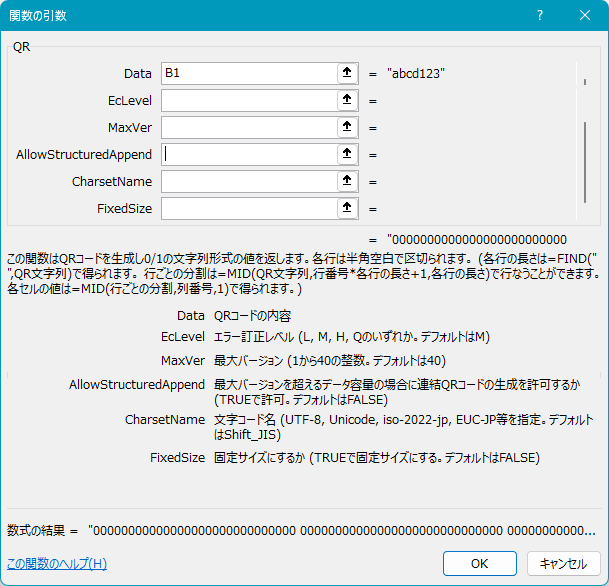 関数の引数
QR
Data B1 = "abcd123"
EcLevel =
MaxVer =
AllowStructuredAppend =
CharsetName =
FixedSize =
= "0000000000000000000000000
この関数はQRコードを生成し0/1の文字列形式の値を返します。各行は半角空白で区切られます。（各行の長さは=FIND("
",QR文字列)で得られます。 行ごとの分割は=MID(QR文字列,行番号*各行の長さ+1,各行の長さ)で行なうことができます。
各セルの値は=MID(行ごとの分割,列番号,1)で得られます。)
Data QRコードの内容
EcLevel エラー訂正レベル (L, M, H, Qのいずれか。デフォルトはM)
MaxVer 最大バージョン (1から40の整数。デフォルトは40)
AllowStructuredAppend 最大バージョンを超えるデータ容量の場合に連結QRコードの生成を許可するか
(TRUEで許可。デフォルトはFALSE)
CharsetName 文字コード名 (UTF-8, Unicode, iso-2022-jp, EUC-JP等を指定。デフォルト
はShift_JIS)
FixedSize 固定サイズにするか (TRUEで固定サイズにする。デフォルトはFALSE)
数式の結果 = "00000000000000000000000000000 00000000000000000000000000000 00000000000...
この関数のヘルプ(H)
OK
キャンセル